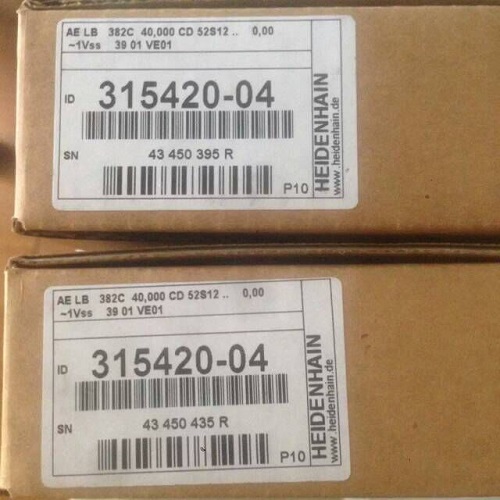 AE LB 382C 40,000 CD 52S12 .. 0,00
~1Vss 39 01 VE01
ID 315420-04
SN 43 450 395 R
P10
HEIDENHAIN
www.heidenhain.de
AE LB 382C 40,000 CD 52S12 .. 0,00
~1Vss 39 01 VE01
ID 315420-04
SN 43 450 435 R
P10
HEIDENHAIN
www.heidenhain.de